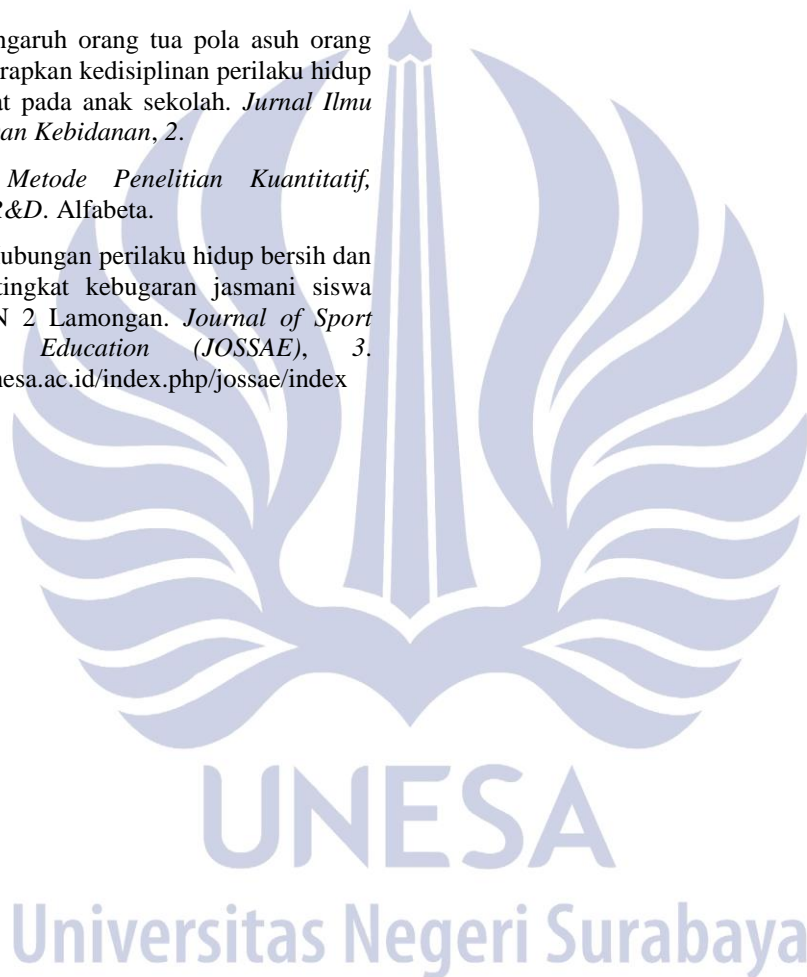 ngaruh orang tua pola asuh orang
rapkan kedisiplinan perilaku hidup
at pada anak sekolah. Jurnal Ilmu
an Kebidanan, 2.
Metode Penelitian Kuantitatif,
R&D. Alfabeta.
ubungan perilaku hidup bersih dan
tingkat kebugaran jasmani siswa
N 2 Lamongan. Journal of Sport
Education (JOSSAE), 3.
nesa.ac.id/index.php/jossae/index
UNESA
Universitas Negeri Surabaya